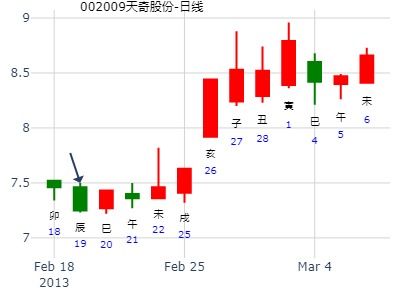 002009天奇股份-日线
9
8.5
8
7.5
7
卯
18
辰
19
巳
20
午
21
未
22
戌
25
亥
26
子
27
丑
28
寅
1
巳
4
午
5
未
6
Feb 18
2013
Feb 25
Mar 4